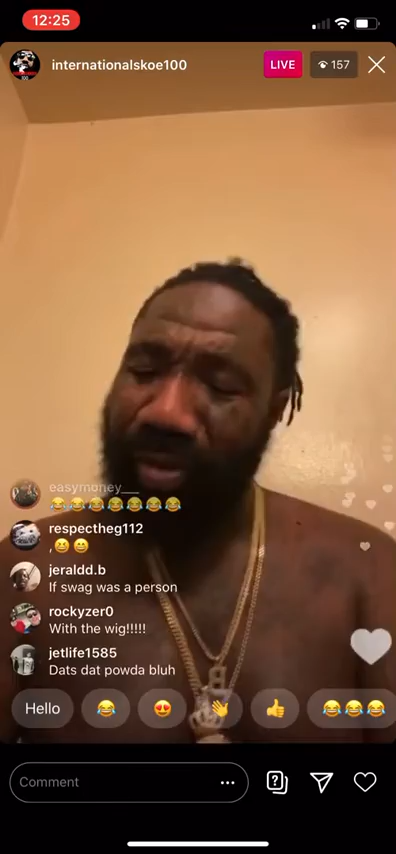 12:25
internationalskoe100
LIVE
157
easymoney___
😂😂😂😂😂😂😂
respectheg112
,😆😄
jeraldd.b
If swag was a person
rockyzer0
With the wig!!!!!
jetlife1585
Dats dat powda bluh
Hello
😂
😍
👋
👍
😂😂😂
Comment